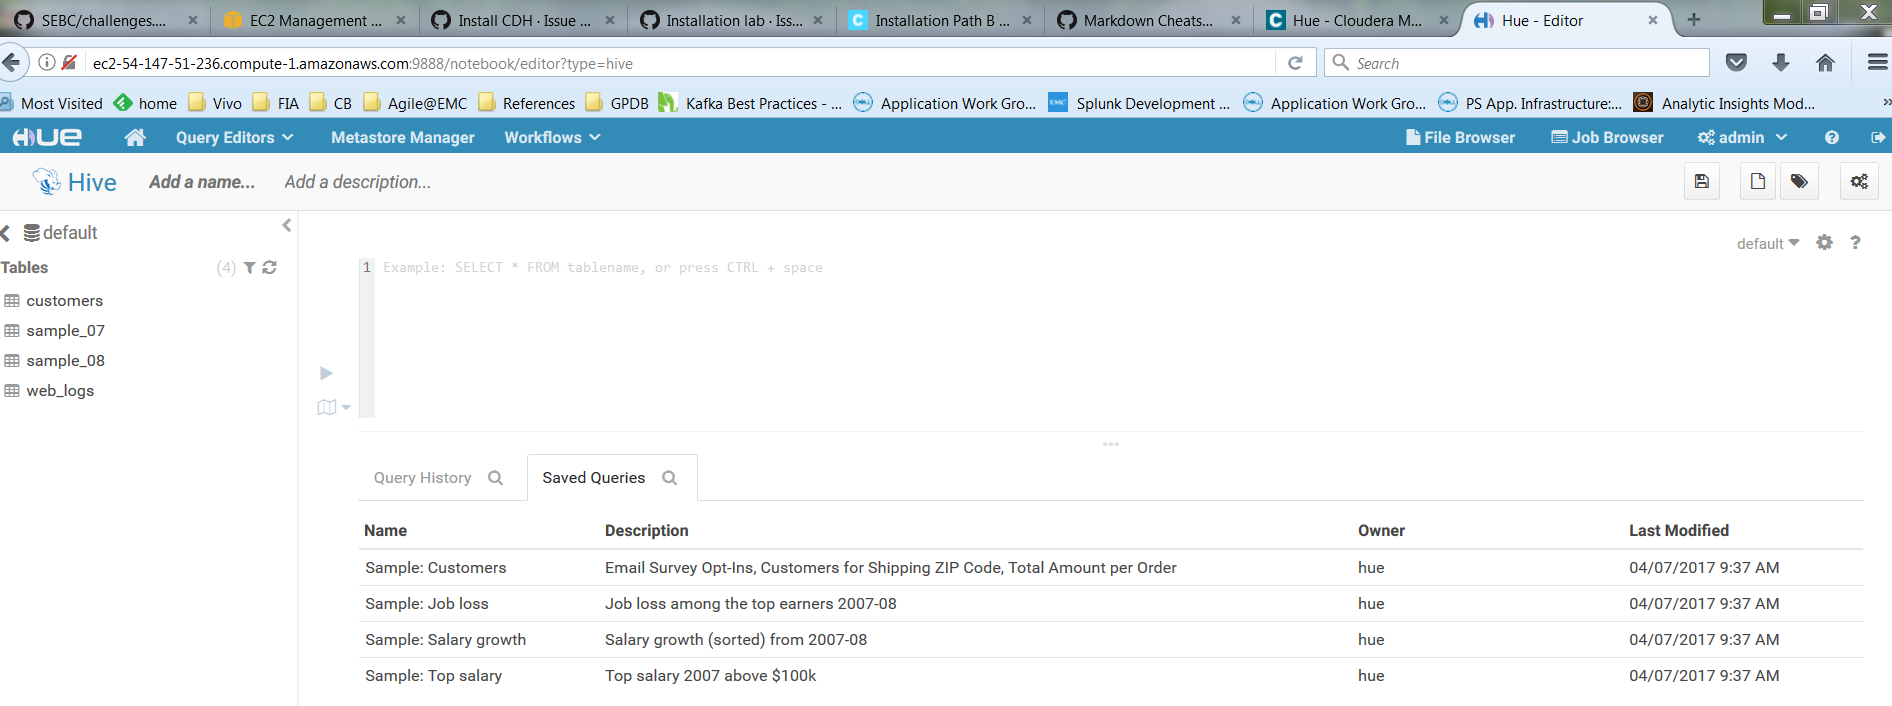 SEBC/challenges.... EC2 Management ... Install CDH · Issue ... Installation lab · Iss... Installation Path B ... Markdown Cheats... Hue - Cloudera M... Hue - Editor
ec2-54-147-51-236.compute-1.amazonaws.com:9888/notebook/editor?type=hive Search
Most Visited home Vivo FIA CB Agile@EMC References GPDB Kafka Best Practices - ... Application Work Gro... EMC² Splunk Development ... Application Work Gro... PS App. Infrastructure:... Analytic Insights Mod... »
HUE Query Editors Metastore Manager Workflows File Browser Job Browser admin
Hive Add a name... Add a description...
default
default ?
Tables (4)
1 Example: SELECT * FROM tablename, or press CTRL + space
customers
sample_07
sample_08
web_logs
Query History Saved Queries
Name Description Owner Last Modified
Sample: Customers Email Survey Opt-Ins, Customers for Shipping ZIP Code, Total Amount per Order hue 04/07/2017 9:37 AM
Sample: Job loss Job loss among the top earners 2007-08 hue 04/07/2017 9:37 AM
Sample: Salary growth Salary growth (sorted) from 2007-08 hue 04/07/2017 9:37 AM
Sample: Top salary Top salary 2007 above $100k hue 04/07/2017 9:37 AM